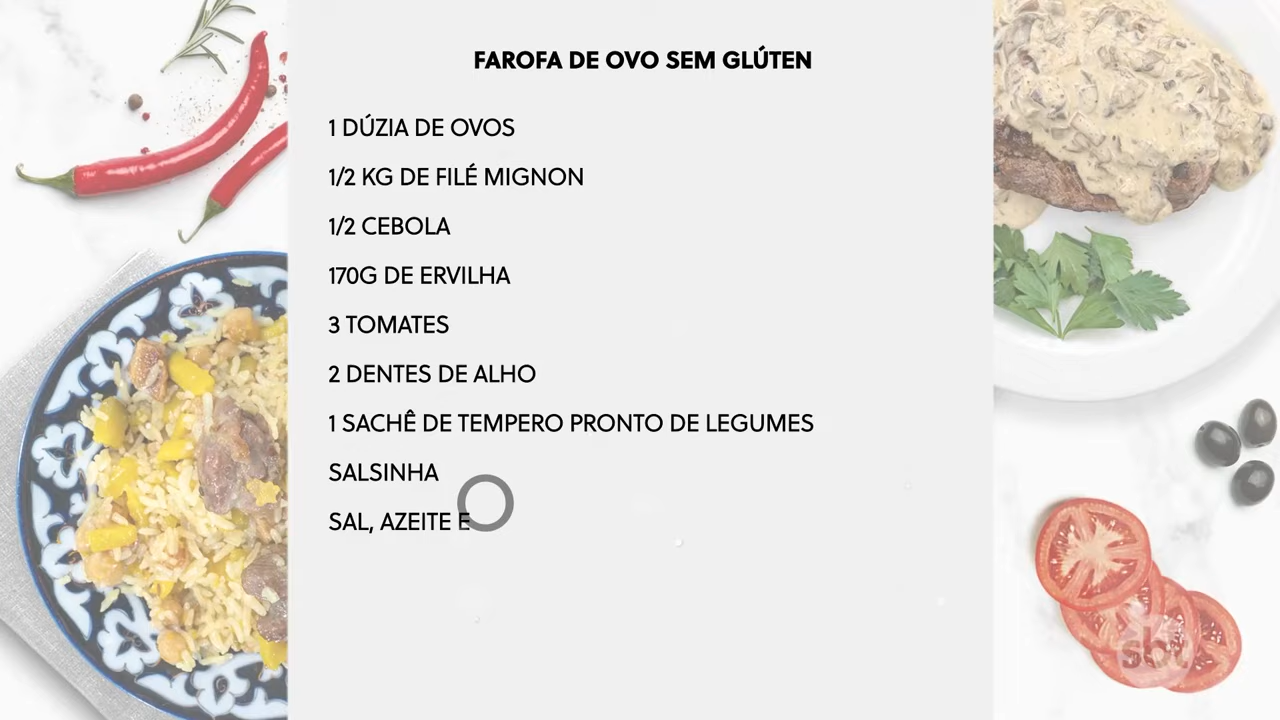 FAROFA DE OVO SEM GLÚTEN
1 DÚZIA DE OVOS
1/2 KG DE FILÉ MIGNON
1/2 CEBOLA
170G DE ERVILHA
3 TOMATES
2 DENTES DE ALHO
1 SACHÊ DE TEMPERO PRONTO DE LEGUMES
SALSINHA
SAL, AZEITE E
sbt